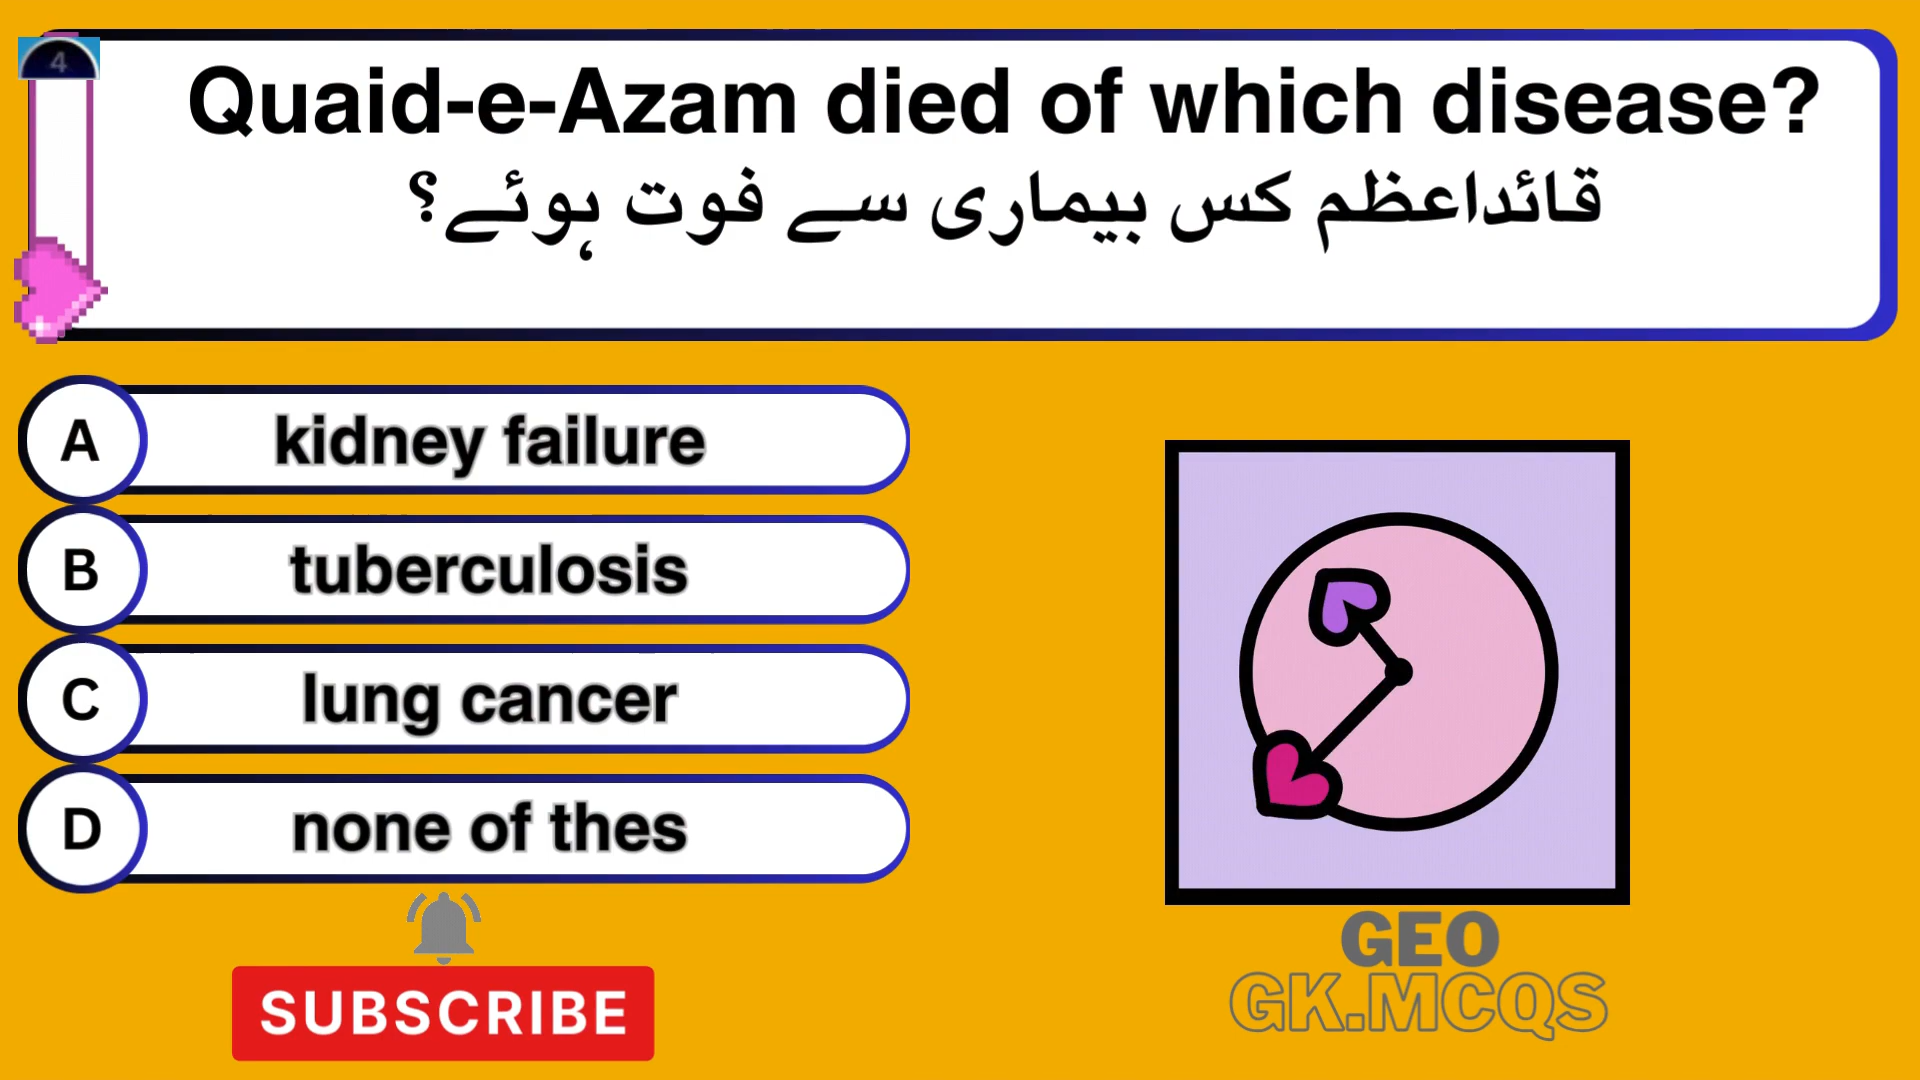 4
Quaid-e-Azam died of which disease?
قائداعظم کس بیماری سے فوت ہوئے؟
A kidney failure
B tuberculosis
C lung cancer
D none of thes
SUBSCRIBE
GEO
GK.MCQS